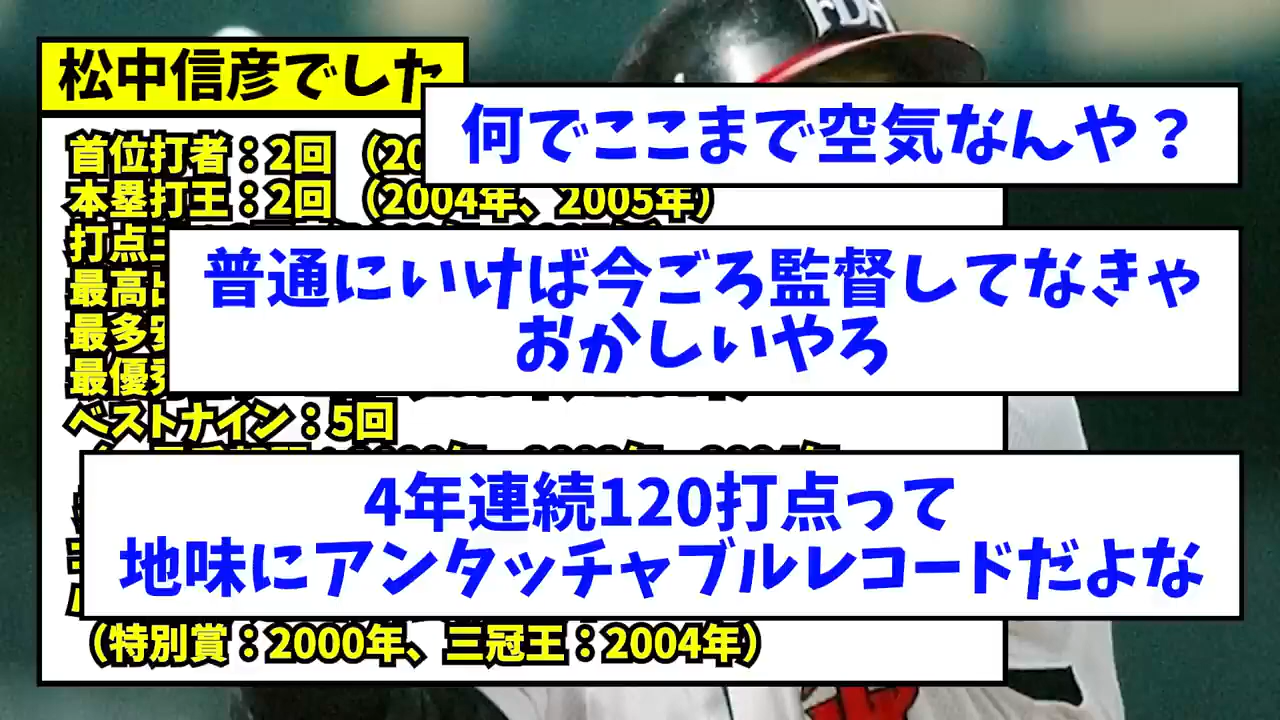 FDH
松中信彦でした
何でここまで空気なんや？
首位打者：2回 （20
本塁打王：2回 （2004年、2005年）
打点王
普通にいけば今ごろ監督してなきゃ
おかしいやろ
最高
最多
最優
ベストナイン：5回
4年連続120打点って
地味にアンタッチャブルレコードだよな
（特別賞：2000年、三冠王：2004年）